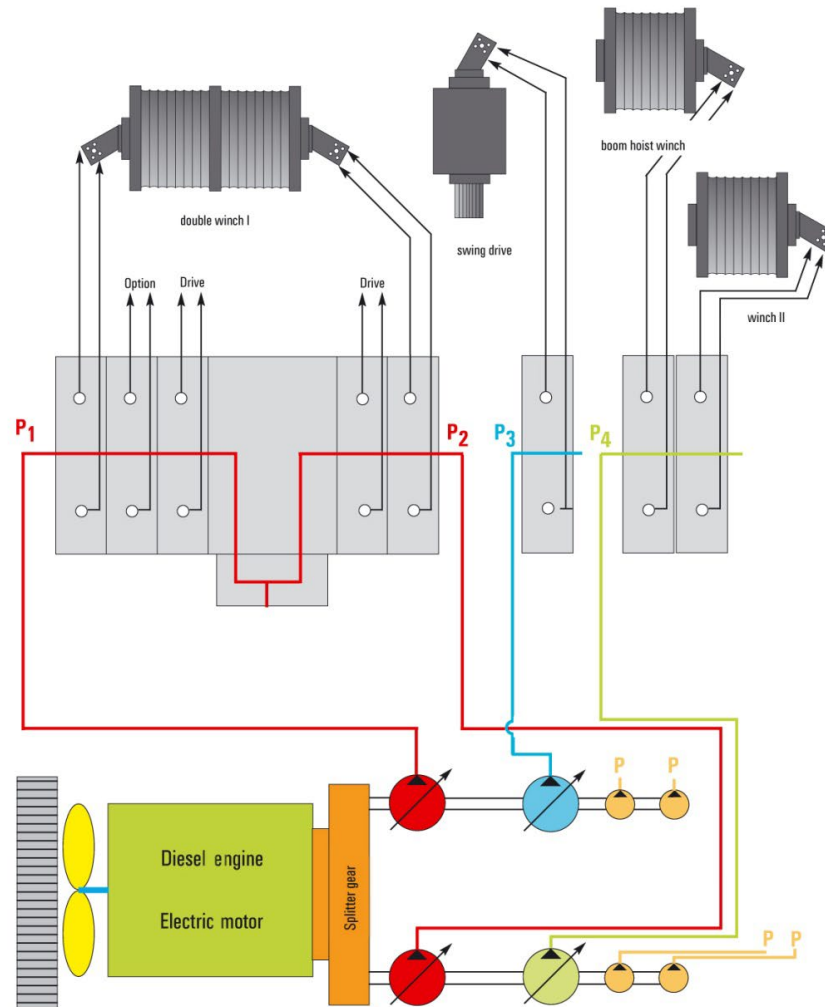 boom hoist winch
double winch I
swing drive
Option
Drive
Drive
winch II
P1
P2
P3
P4
P
P
Diesel engine
Electric motor
Splitter gear
P
P